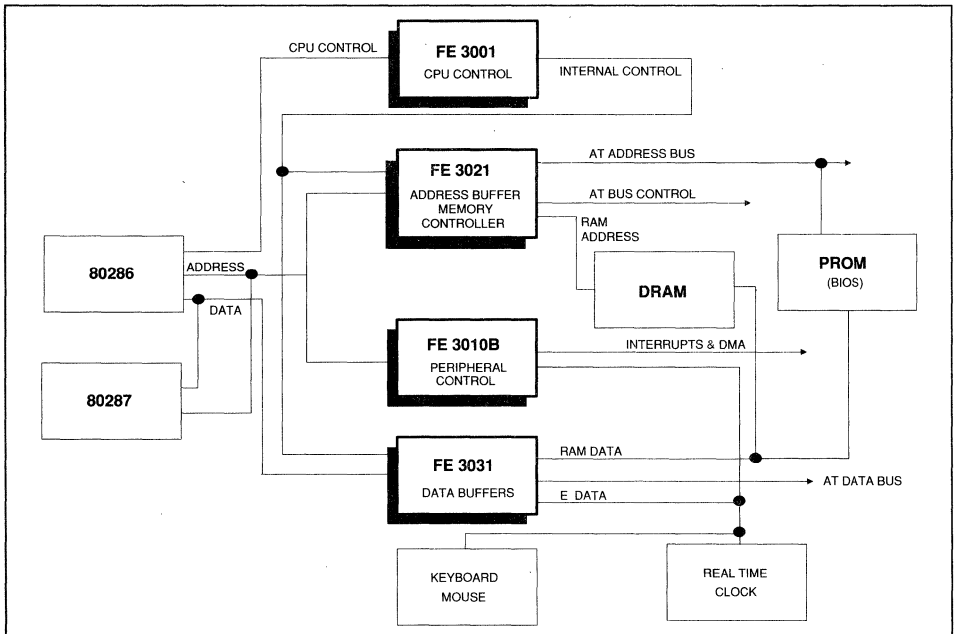 CPU CONTROL
FE 3001
CPU CONTROL
INTERNAL CONTROL
AT ADDRESS BUS
FE 3021
ADDRESS BUFFER
MEMORY
CONTROLLER
AT BUS CONTROL
RAM
ADDRESS
80286
ADDRESS
DATA
DRAM
PROM
(BIOS)
FE 3010B
PERIPHERAL
CONTROL
INTERRUPTS & DMA
80287
FE 3031
DATA BUFFERS
RAM DATA
AT DATA BUS
E DATA
KEYBOARD
MOUSE
REAL TIME
CLOCK